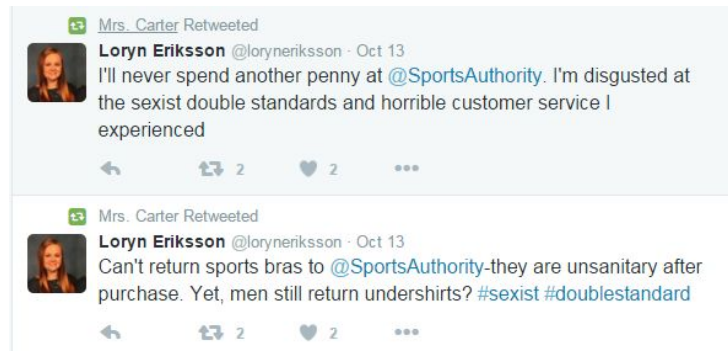 Mrs. Carter Retweeted
Loryn Eriksson @loryneriksson · Oct 13
I'll never spend another penny at @SportsAuthority. I'm disgusted at
the sexist double standards and horrible customer service I
experienced
2 2
Mrs. Carter Retweeted
Loryn Eriksson @loryneriksson · Oct 13
Can't return sports bras to @SportsAuthority-they are unsanitary after
purchase. Yet, men still return undershirts? #sexist #doublestandard
2 2